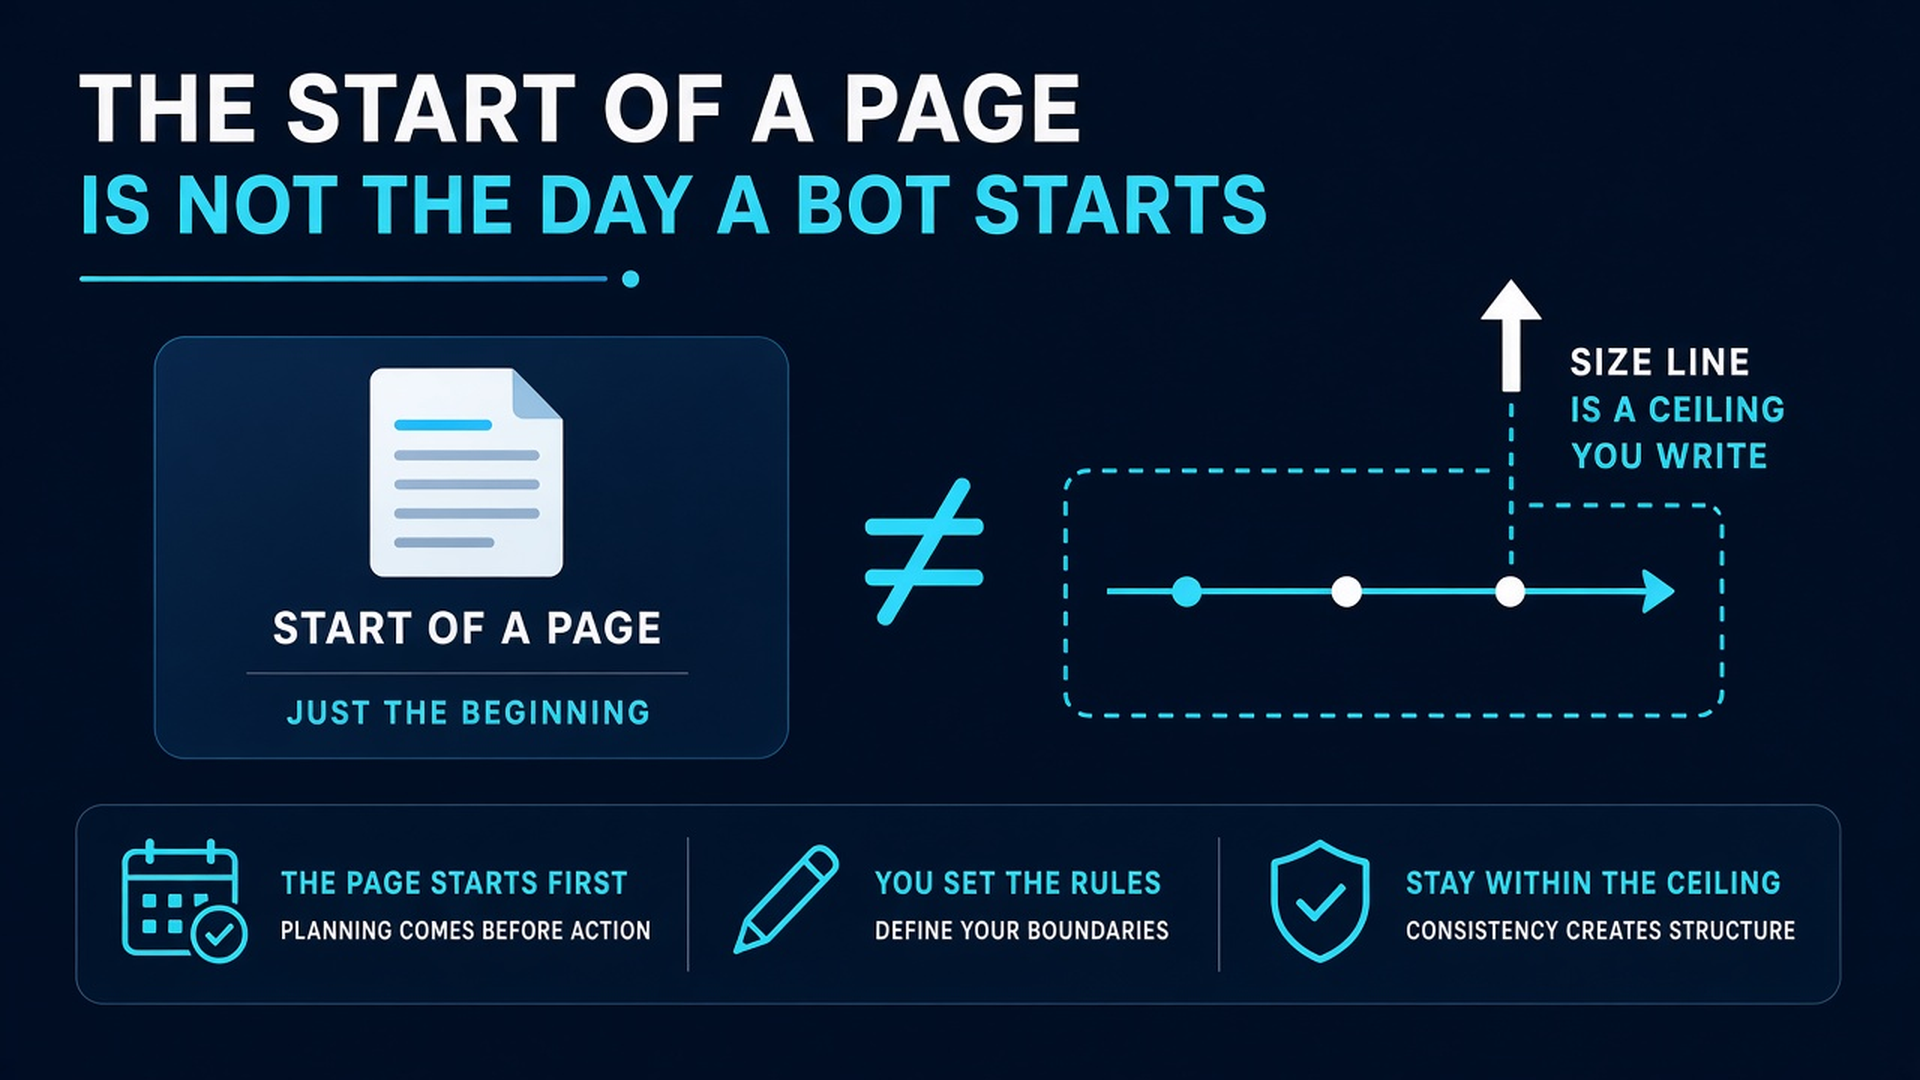 THE START OF A PAGE
IS NOT THE DAY A BOT STARTS
SIZE LINE
IS A CEILING
YOU WRITE
START OF A PAGE
JUST THE BEGINNING
THE PAGE STARTS FIRST
PLANNING COMES BEFORE ACTION
YOU SET THE RULES
DEFINE YOUR BOUNDARIES
STAY WITHIN THE CEILING
CONSISTENCY CREATES STRUCTURE